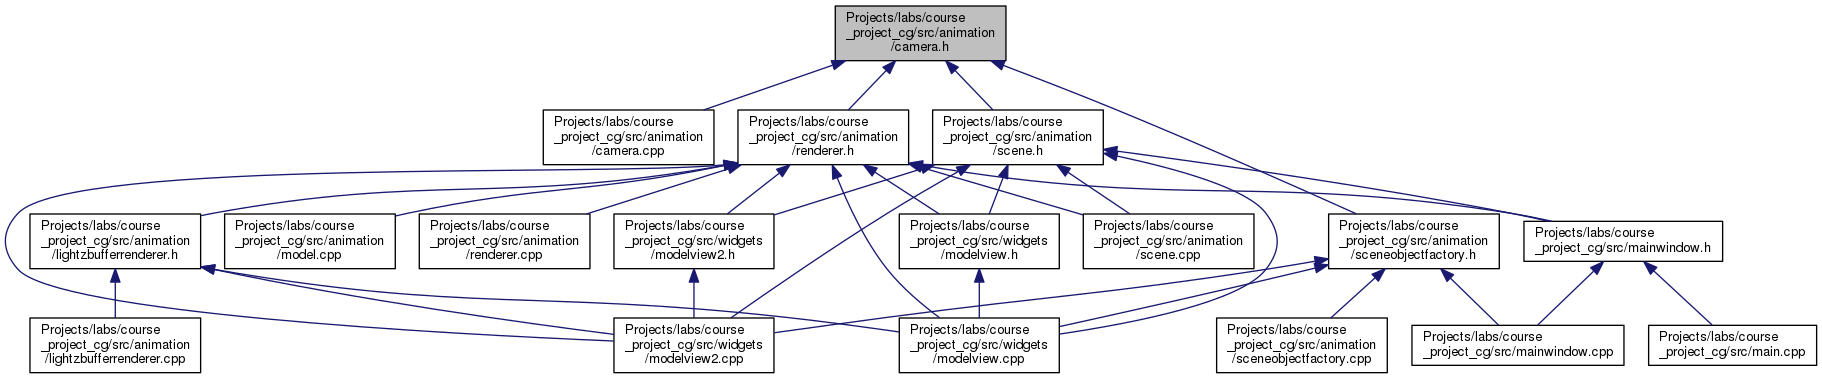 Projects/labs/course
_project_cg/src/animation
/camera.h
Projects/labs/course
_project_cg/src/animation
/camera.cpp
Projects/labs/course
_project_cg/src/animation
/renderer.h
Projects/labs/course
_project_cg/src/animation
/scene.h
Projects/labs/course
_project_cg/src/animation
/lightzbufferrenderer.h
Projects/labs/course
_project_cg/src/animation
/model.cpp
Projects/labs/course
_project_cg/src/animation
/renderer.cpp
Projects/labs/course
_project_cg/src/widgets
/modelview2.h
Projects/labs/course
_project_cg/src/widgets
/modelview.h
Projects/labs/course
_project_cg/src/animation
/scene.cpp
Projects/labs/course
_project_cg/src/animation
/sceneobjectfactory.h
Projects/labs/course
_project_cg/src/mainwindow.h
Projects/labs/course
_project_cg/src/animation
/lightzbufferrenderer.cpp
Projects/labs/course
_project_cg/src/widgets
/modelview2.cpp
Projects/labs/course
_project_cg/src/widgets
/modelview.cpp
Projects/labs/course
_project_cg/src/animation
/sceneobjectfactory.cpp
Projects/labs/course
_project_cg/src/mainwindow.cpp
Projects/labs/course
_project_cg/src/main.cpp